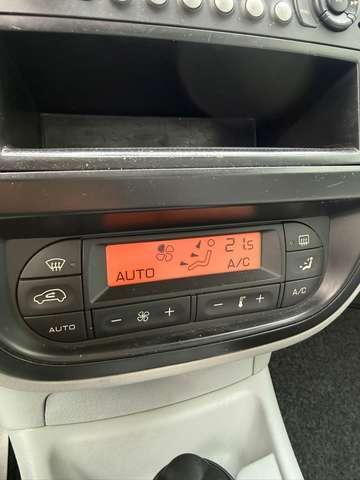 21.5
AUTO A/C
AUTO
- + - +
A/C